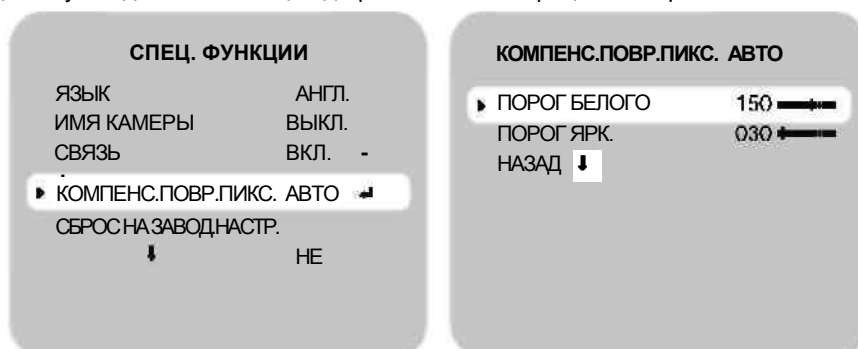 СПЕЦ. ФУНКЦИИ
ЯЗЫК АНГЛ.
ИМЯ КАМЕРЫ ВЫКЛ.
СВЯЗЬ ВКЛ. -
КОМПЕНС.ПОВР.ПИКС. АВТО ↲
СБРОС НА ЗАВОД.НАСТР.
⬇ НЕ
КОМПЕНС.ПОВР.ПИКС. АВТО
ПОРОГ БЕЛОГО 150
ПОРОГ ЯРК. 030
НАЗАД ⬇